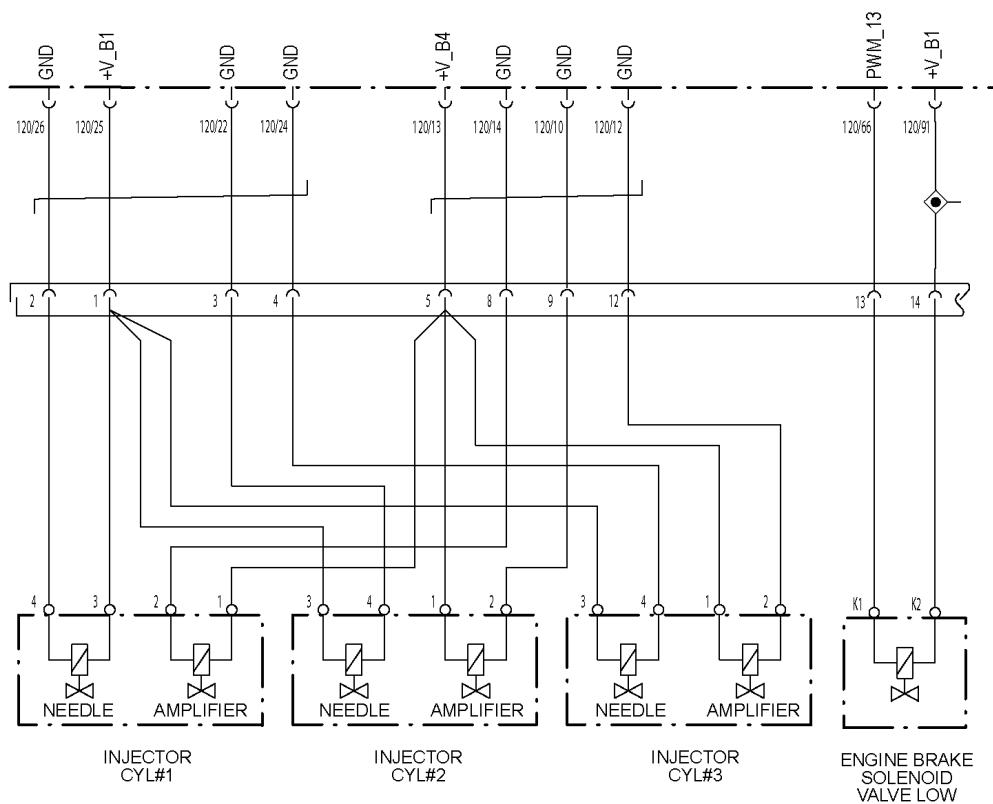 GND +V_B1 GND GND +V_B4 GND GND GND PWM_13 +V_B1
120/26 120/25 120/22 120/24 120/13 120/14 120/10 120/12 120/66 120/91
2 1 3 4 5 8 9 12 13 14
4 3 2 1 3 4 1 2 3 4 1 2 K1 K2
NEEDLE AMPLIFIER NEEDLE AMPLIFIER NEEDLE AMPLIFIER
INJECTOR
CYL#1
INJECTOR
CYL#2
INJECTOR
CYL#3
ENGINE BRAKE
SOLENOID
VALVE LOW